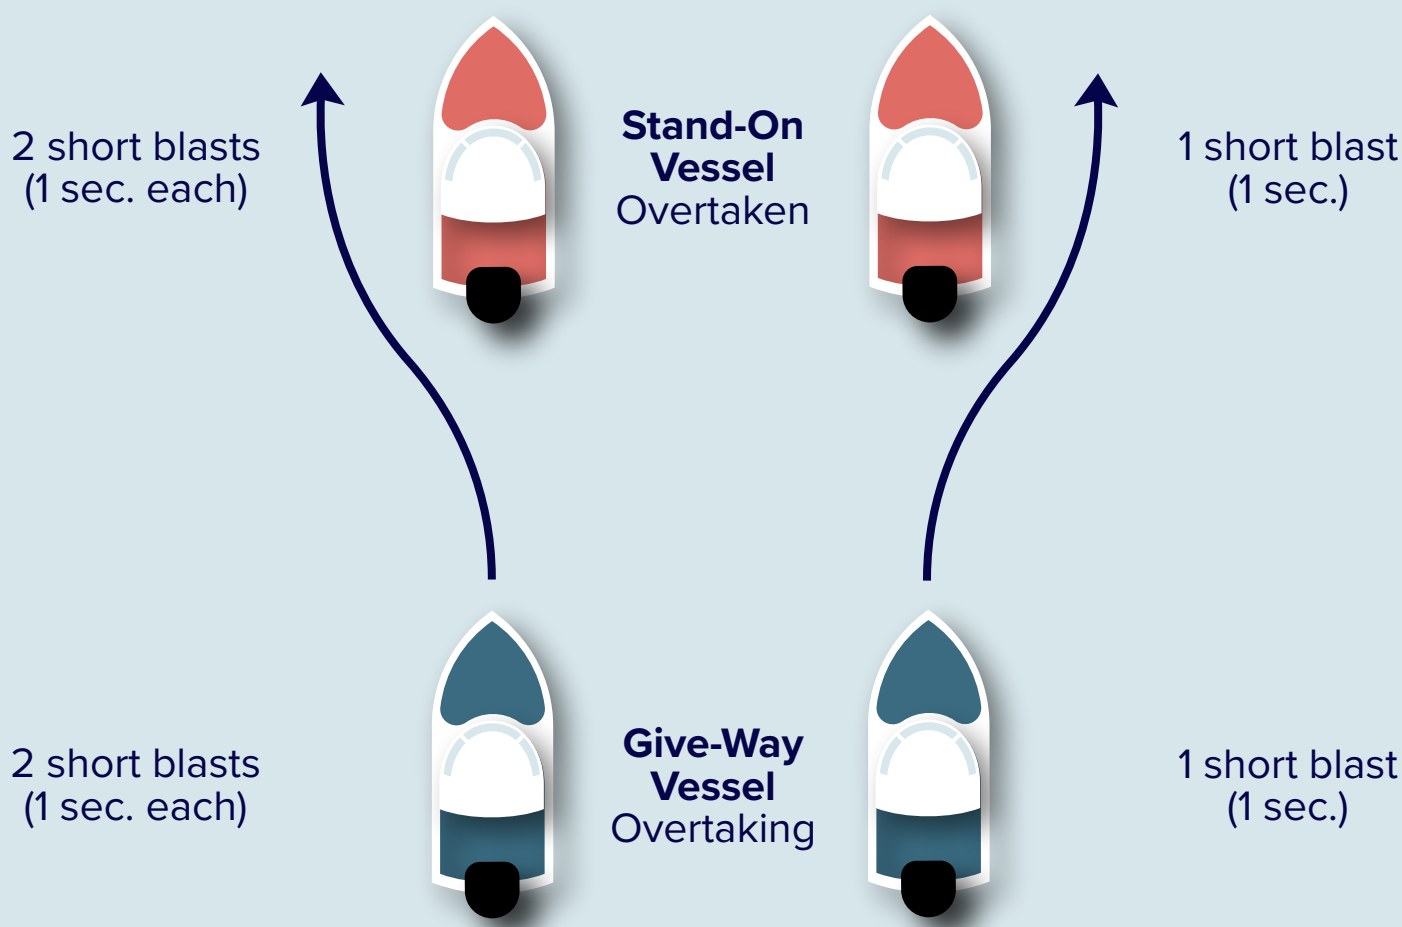 2 short blasts
(1 sec. each)
Stand-On
Vessel
Overtaken
1 short blast
(1 sec.)
2 short blasts
(1 sec. each)
Give-Way
Vessel
Overtaking
1 short blast
(1 sec.)